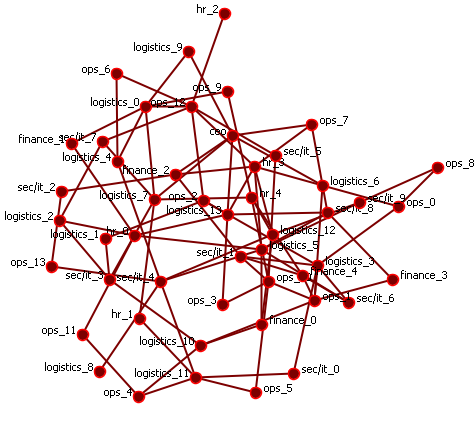 hr_2
logistics_9
ops_6
ops_9
logistics_0
ops_12
ops_7
ceo
sec/it_7
logistics_4
sec/it_5
hr_3
ops_8
finance_2
logistics_6
sec/it_2
logistics_7
ops_2
hr_4
sec/it_9
ops_0
logistics_13
sec/it_8
logistics_2
logistics_1
hr_0
logistics_12
logistics_5
sec/it_1
logistics_3
ops_13
sec/it_3
sec/it_4
finance_4
finance_3
ops_3
ops_1
sec/it_6
hr_1
finance_0
ops_11
logistics_10
logistics_8
logistics_11
sec/it_0
ops_4
ops_5